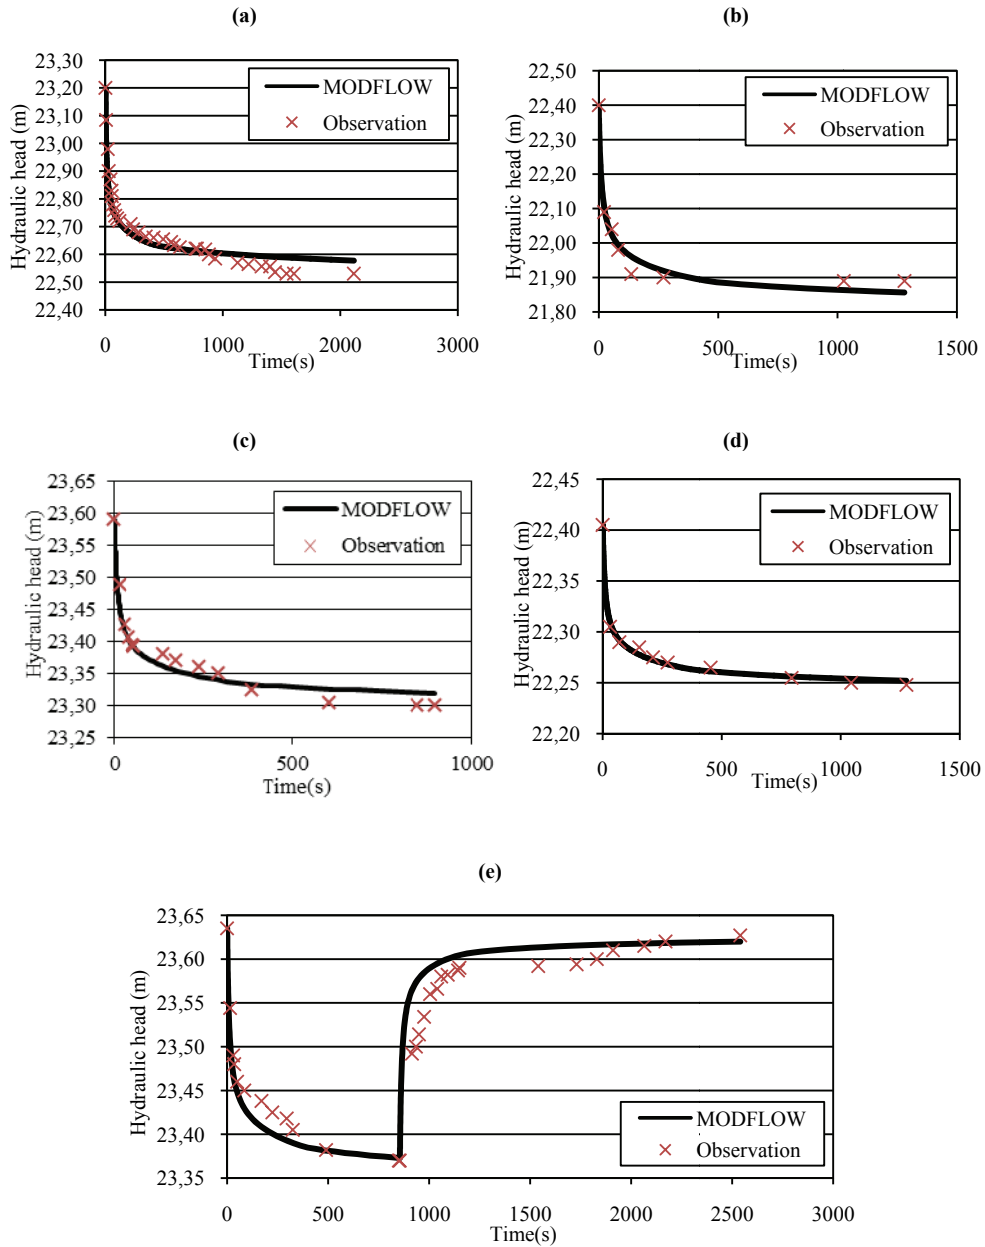 (a)
23,30
23,20
23,10
23,00
22,90
22,80
22,70
22,60
22,50
22,40
Hydraulic head (m)
MODFLOW
Observation
0 1000 2000 3000
Time(s)
(b)
22,50
22,40
22,30
22,20
22,10
22,00
21,90
21,80
Hydraulic head (m)
MODFLOW
Observation
0 500 1000 1500
Time(s)
(c)
23,65
23,60
23,55
23,50
23,45
23,40
23,35
23,30
23,25
Hydraulic head (m)
MODFLOW
Observation
0 500 1000
Time(s)
(d)
22,45
22,40
22,35
22,30
22,25
22,20
Hydraulic head (m)
MODFLOW
Observation
0 500 1000 1500
Time(s)
(e)
23,65
23,60
23,55
23,50
23,45
23,40
23,35
Hydraulic head (m)
MODFLOW
Observation
0 500 1000 1500 2000 2500 3000
Time(s)